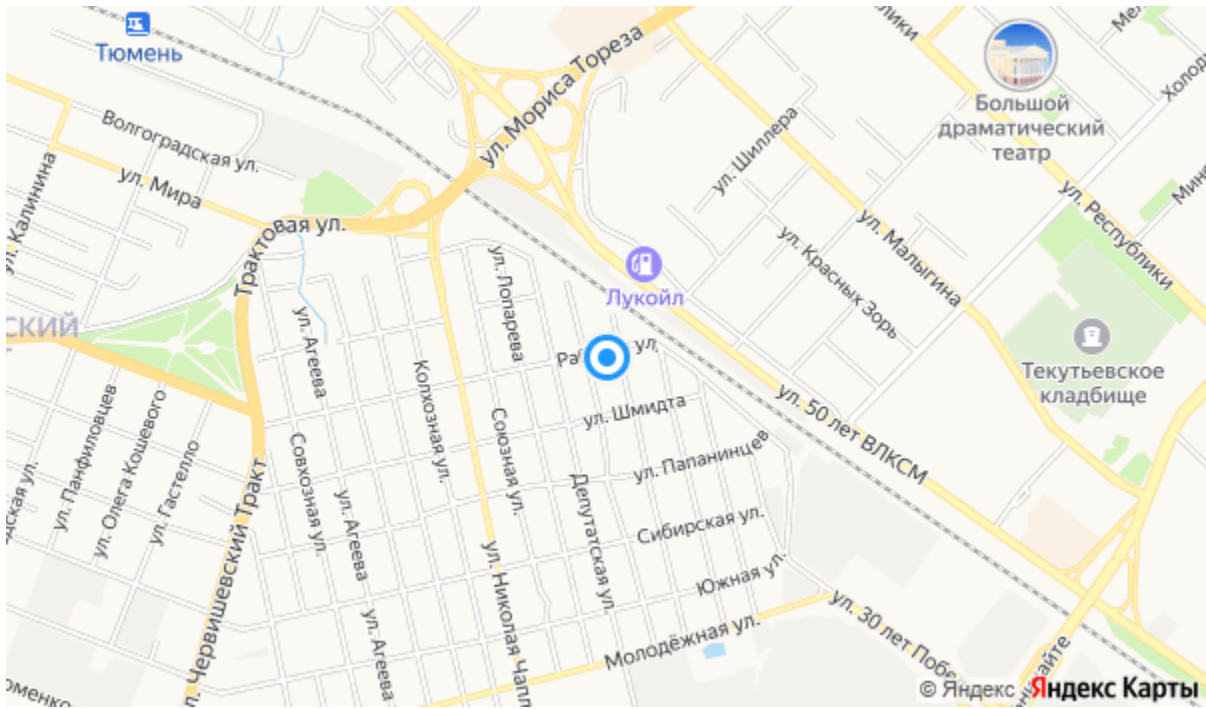 Тюмень
ул. Мориса Тореза
Большой
драматический
театр
Волгоградская ул.
ул. Шиллера
ул. Мира
ул. Калинина
Трактовая ул.
ул. Республики
ул. Малыгина
ул. Красных Зорь
Лукойл
ул. Лопарева
ул. Агеева
Колхозная ул.
ул.
ул. Шмидта
Текутьевское
кладбище
ул. 50 лет ВЛКСМ
ул. Панфиловцев
ул. Олега Кошевого
ул. Гастелло
Совхозная ул.
Союзная ул.
ул. Папанинцев
Депутатская ул.
ул. Агеева
Сибирская ул.
Южная ул.
ул. Николая Чапл
ул. Агеева
Молодёжная ул.
ул. 30 лет Побе
л. Червишевский Тракт
© Яндекс Яндекс Карты